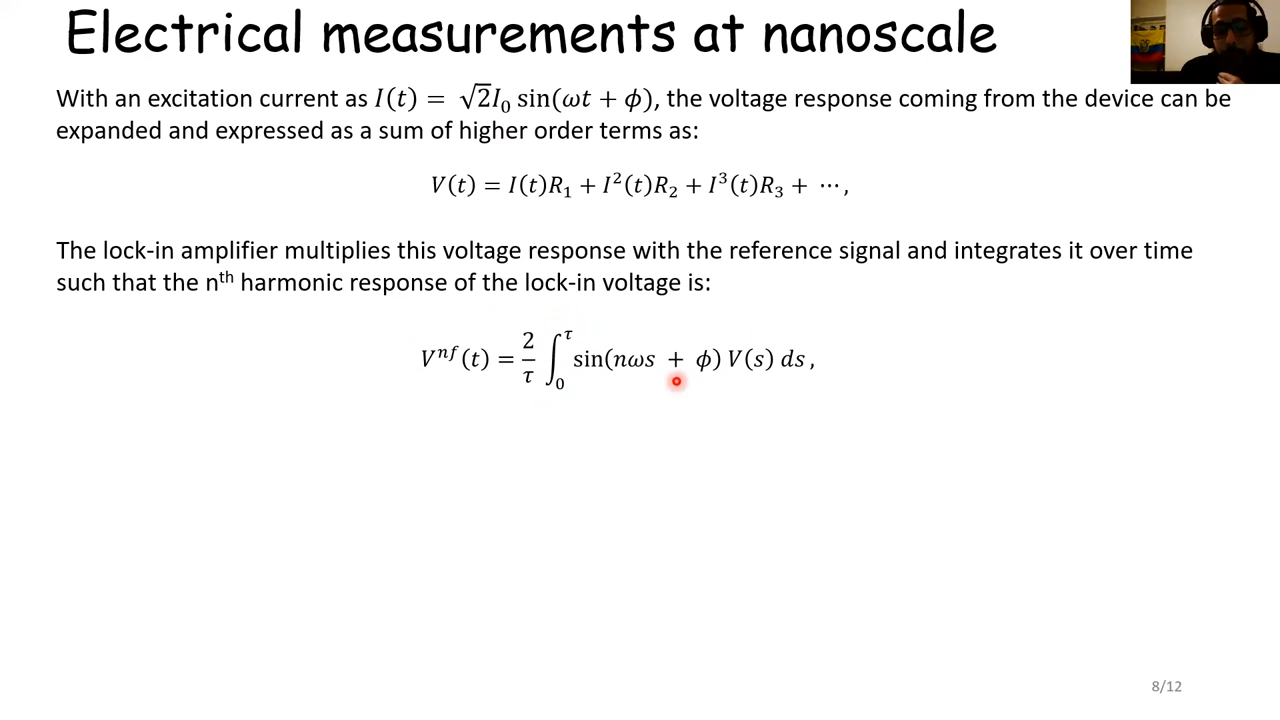 Electrical measurements at nanoscale
With an excitation current as I(t) = √2I₀ sin(ωt + ϕ), the voltage response coming from the device can be
expanded and expressed as a sum of higher order terms as:
V(t) = I(t)R₁ + I²(t)R₂ + I³(t)R₃ + ⋯,
The lock-in amplifier multiplies this voltage response with the reference signal and integrates it over time
such that the nᵗʰ harmonic response of the lock-in voltage is:
Vⁿᶠ(t) = 2/τ ∫₀^τ sin(nωs + ϕ) V(s) ds,
8/12